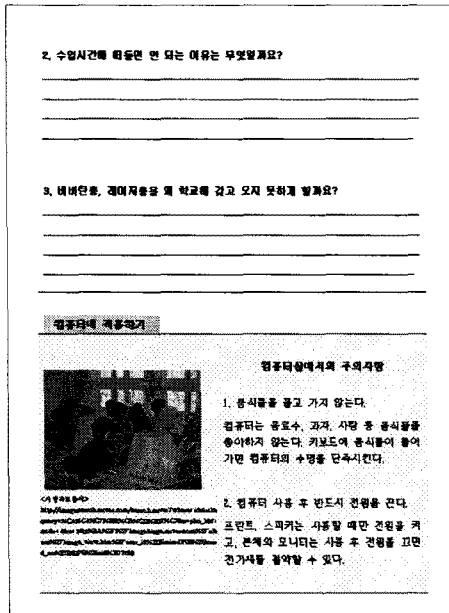 2. 수업시간에 떠들면 안 되는 이유는 무엇일까요?
3. 비비탄총, 레이저총을 왜 학교에 갖고 오지 못하게 할까요?
컴퓨터에 적용하기
컴퓨터실에서의 주의사항
1. 음식물을 들고 가지 않는다.
컴퓨터는 음료수, 과자, 사탕 등 음식물을
좋아하지 않는다. 키보드에 음식물이 들어
가면 컴퓨터의 수명을 단축시킨다.
2. 컴퓨터 사용 후 반드시 전원을 끈다.
프린트, 스피커는 사용할 때만 전원을 켜
고, 본체와 모니터는 사용 후 전원을 끄면
전기세를 절약할 수 있다.